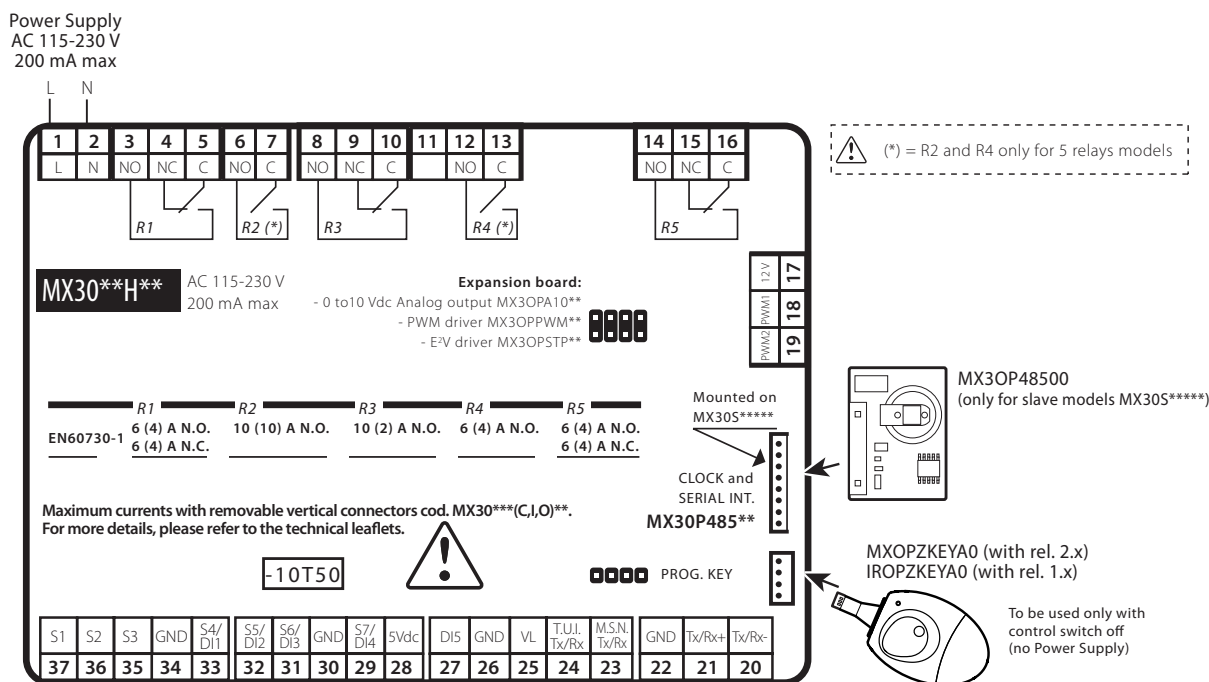 Power Supply
AC 115-230 V
200 mA max
L N
1 2 3 4 5 6 7 8 9 10 11 12 13 14 15 16
L N NO NC C NO C NO NC C NO C NO NC C
R1 R2 (*) R3 R4 (*) R5
(*) = R2 and R4 only for 5 relays models
MX30**H**
AC 115-230 V
200 mA max
Expansion board:
- 0 to10 Vdc Analog output MX3OPA10**
- PWM driver MX3OPPWM**
- E²V driver MX3OPSTP**
12 V 17
PWM1 18
PWM2 19
MX3OP48500
(only for slave models MX30S*****)
Mounted on
MX30S*****
R1 R2 R3 R4 R5
EN60730-1
6 (4) A N.O. 10 (10) A N.O. 10 (2) A N.O. 6 (4) A N.O. 6 (4) A N.O.
6 (4) A N.C. 6 (4) A N.C.
CLOCK and
SERIAL INT.
MX30P485**
Maximum currents with removable vertical connectors cod. MX30***(C,I,O)**.
For more details, please refer to the technical leaflets.
-10T50
PROG. KEY
MXOPZKEYA0 (with rel. 2.x)
IROPZKEYA0 (with rel. 1.x)
To be used only with
control switch off
(no Power Supply)
S1 S2 S3 GND S4/DI1 S5/DI2 S6/DI3 GND S7/DI4 5Vdc DI5 GND VL T.U.I. Tx/Rx M.S.N. Tx/Rx GND Tx/Rx+ Tx/Rx-
37 36 35 34 33 32 31 30 29 28 27 26 25 24 23 22 21 20